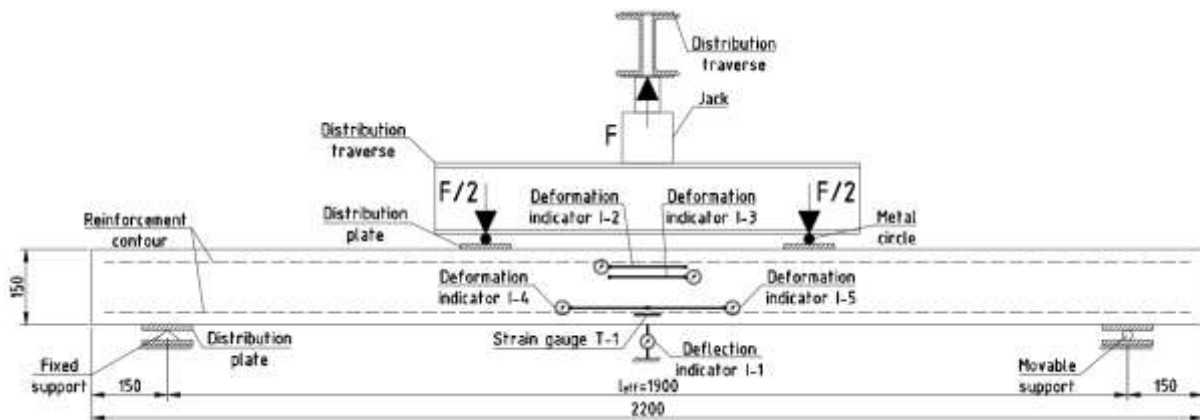 Distribution
traverse
Jack
F
Distribution
traverse
F/2
F/2
Deformation
indicator I-2
Deformation
indicator I-3
Distribution
plate
Metal
circle
Reinforcement
contour
150
Deformation
indicator I-4
Deformation
indicator I-5
Strain gauge T-1
Distribution
plate
Deflection
indicator I-1
Fixed
support
Movable
support
150
leff=1900
150
2200